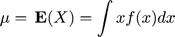 μ = E(X) = ∫ xf(x)dx